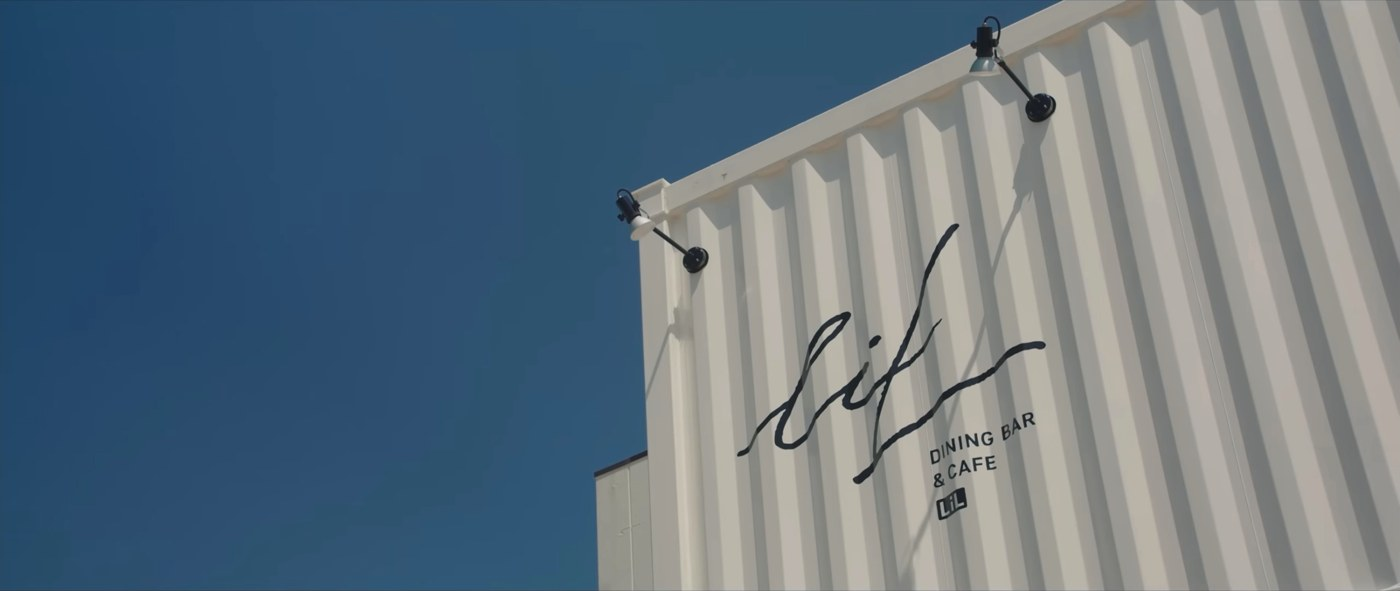 lil
DINING BAR
& CAFE
LiL